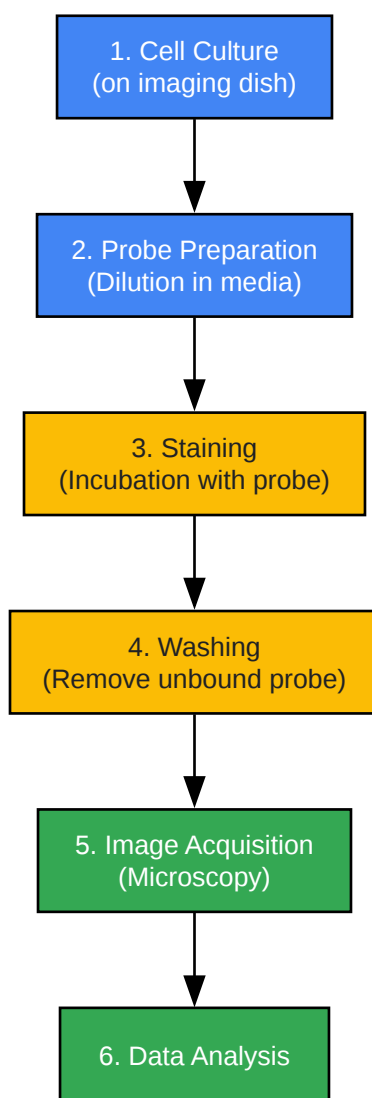 1. Cell Culture
(on imaging dish)
2. Probe Preparation
(Dilution in media)
3. Staining
(Incubation with probe)
4. Washing
(Remove unbound probe)
5. Image Acquisition
(Microscopy)
6. Data Analysis